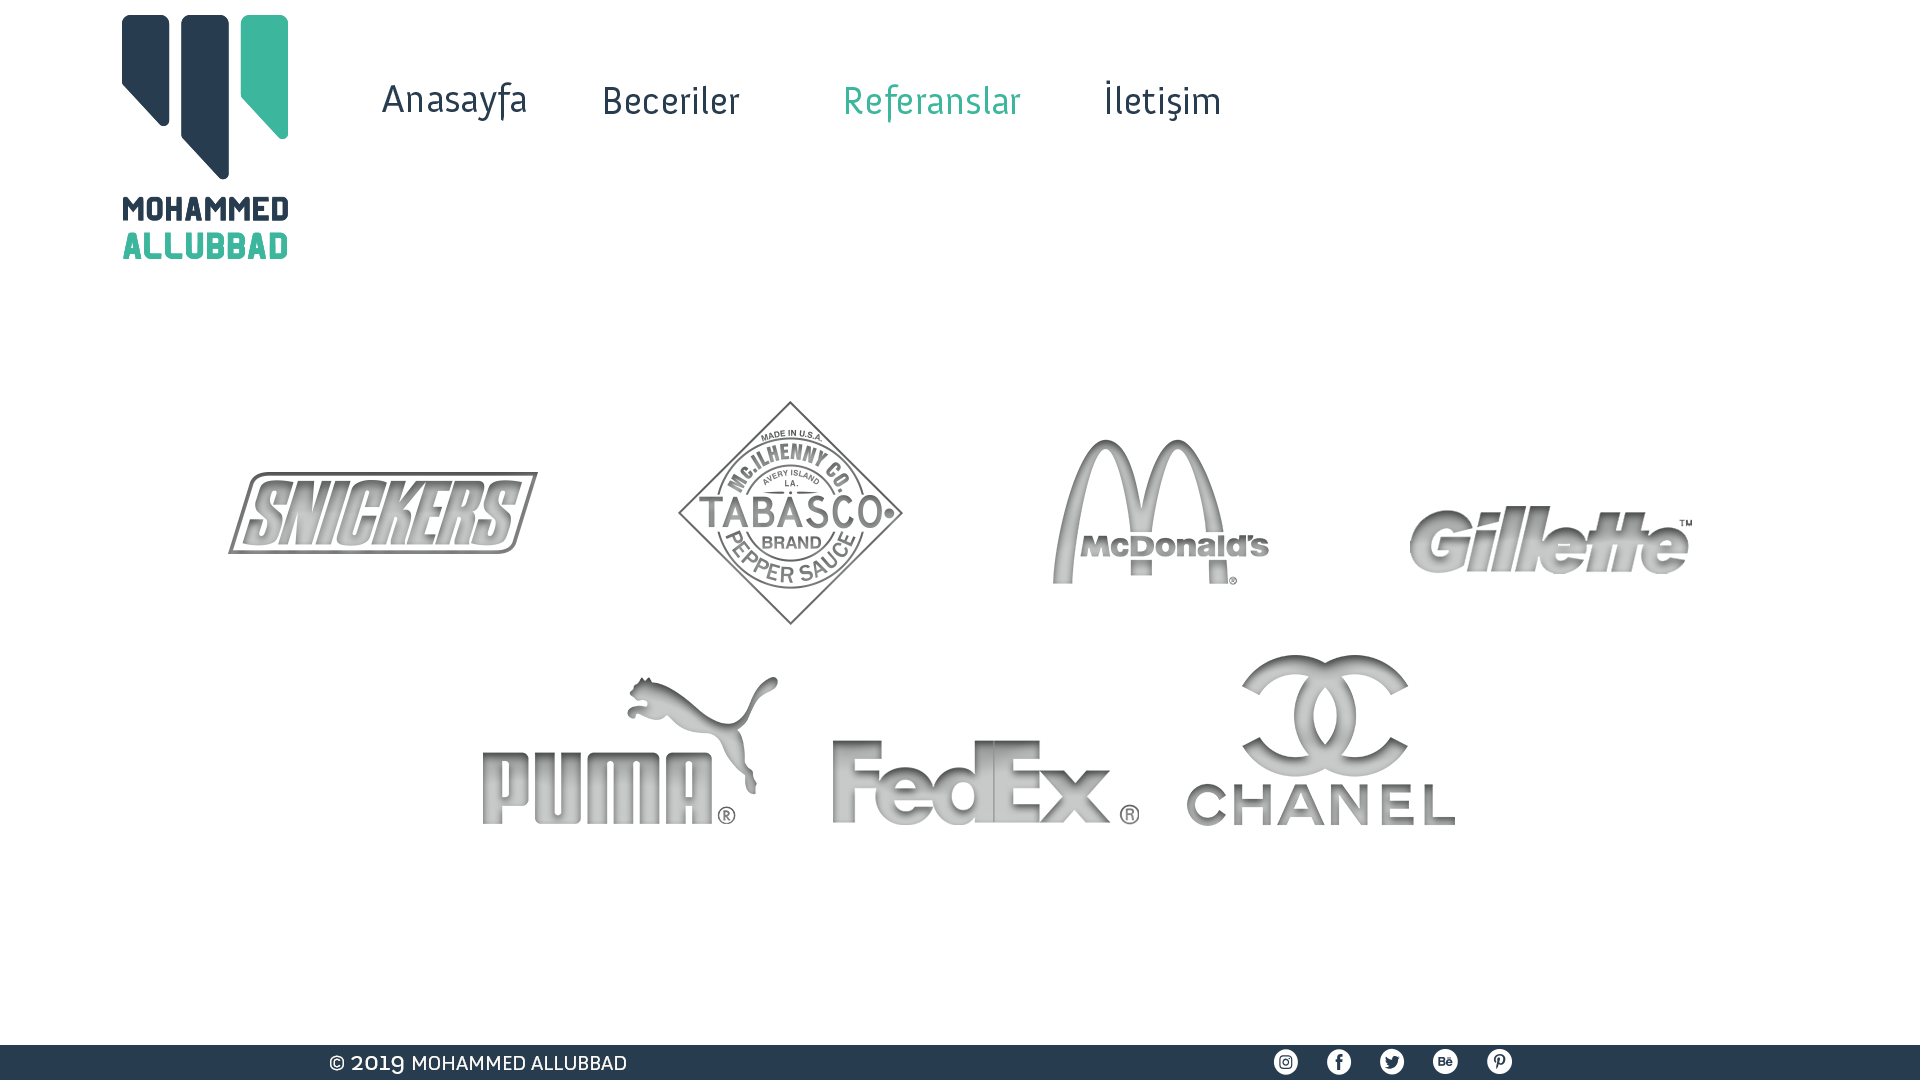 MOHAMMED
ALLUBBAD
Anasayfa
Beceriler
Referanslar
İletişim
SNICKERS
MADE IN U.S.A.
Mc.ILHENNY CO.
AVERY ISLAND
LA.
TABASCO
BRAND
PEPPER SAUCE
McDonald's®
Gillette™
PUMA®
FedEx®
CHANEL
© 2019 MOHAMMED ALLUBBAD
Bē